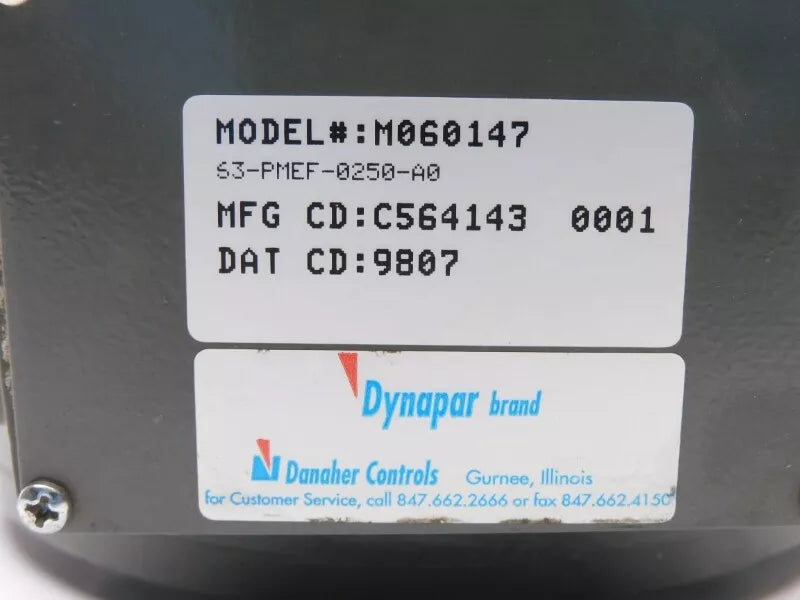 MODEL#:M060147
63-PMEF-0250-A0
MFG CD:C564143 0001
DAT CD:9807
Dynapar brand
Danaher Controls Gurnee, Illinois
for Customer Service, call 847.662.2666 or fax 847.662.4150